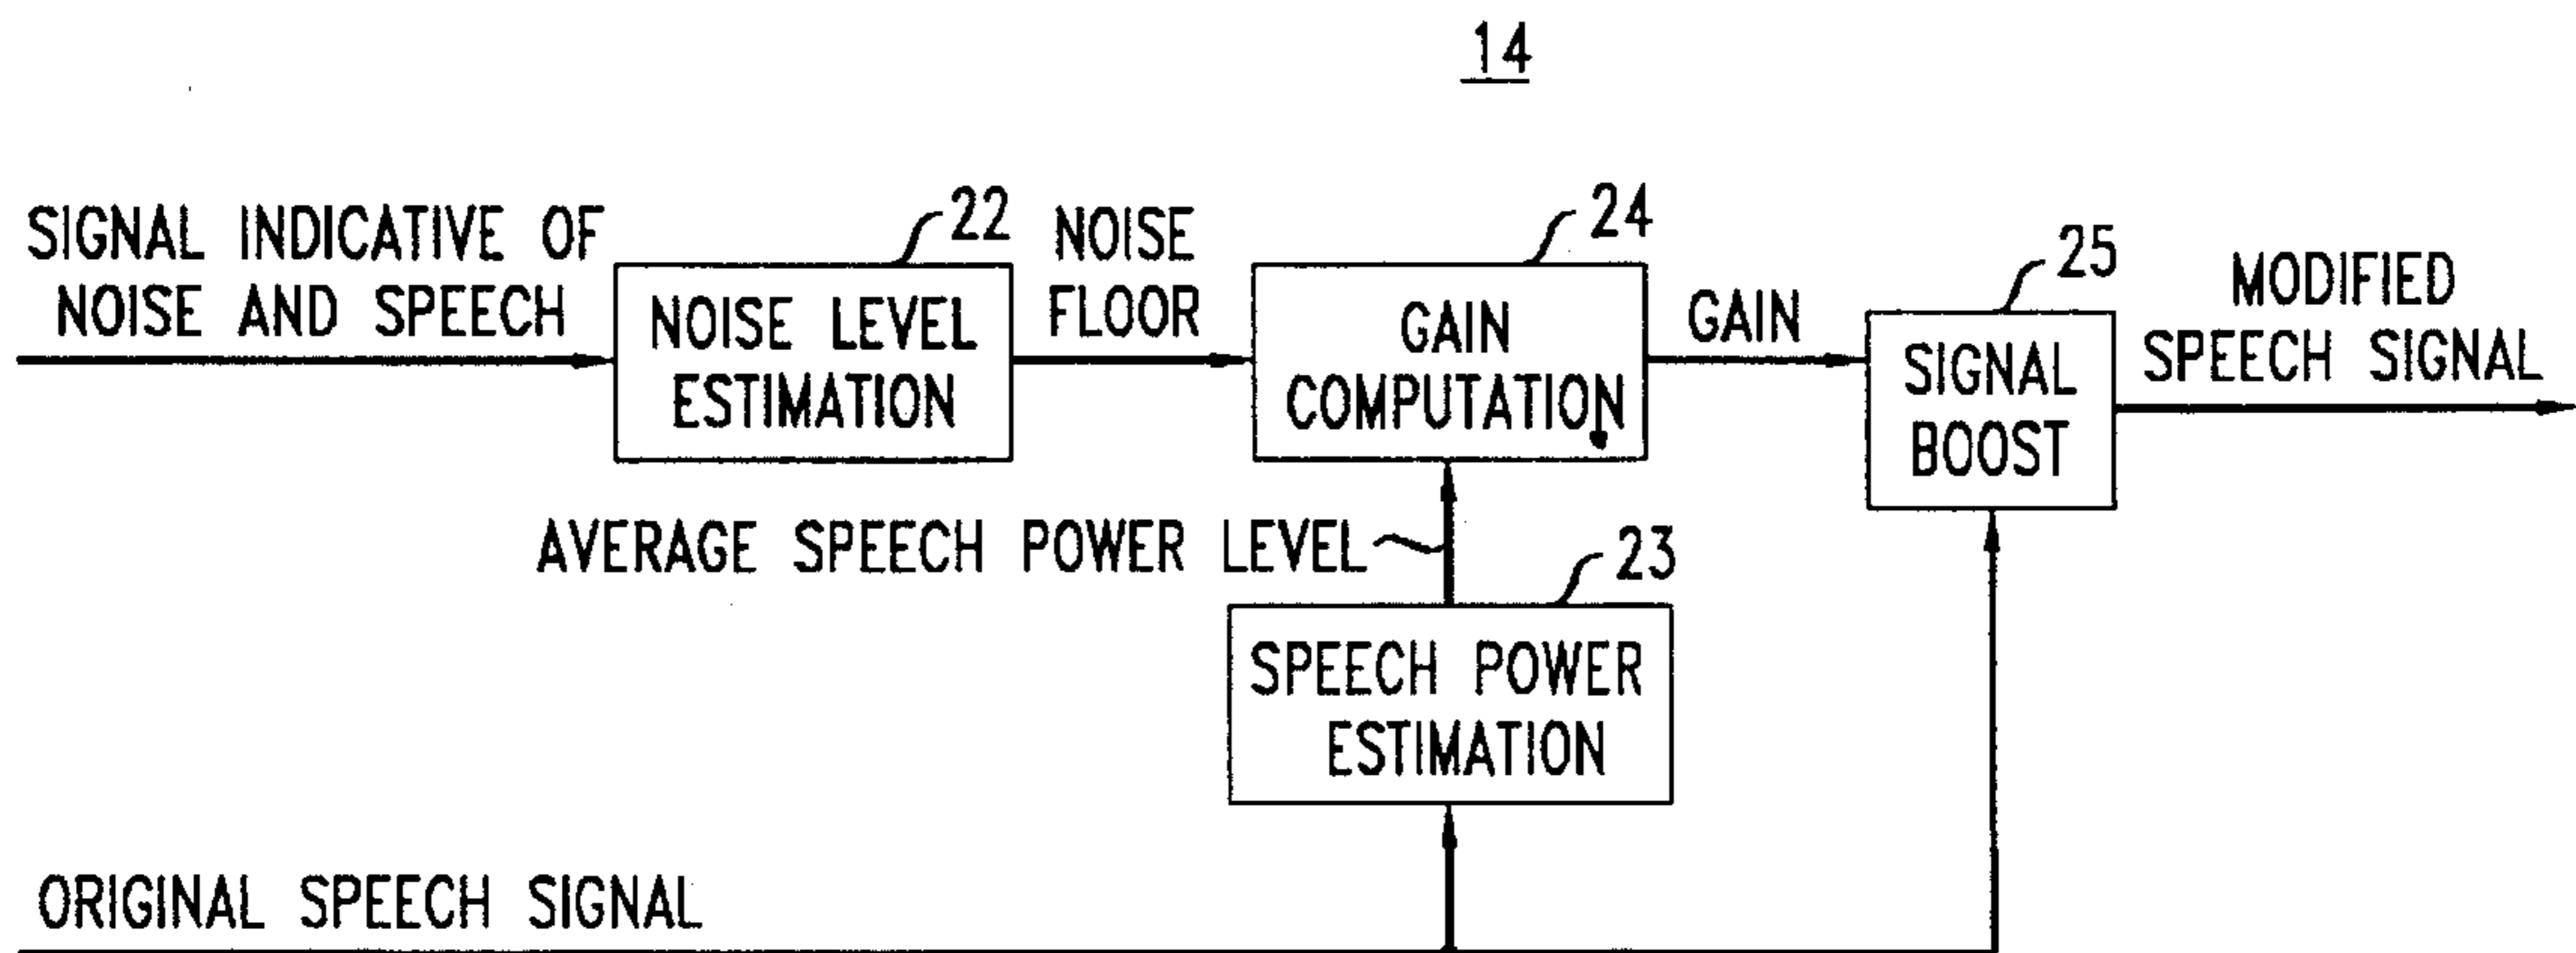 14
SIGNAL INDICATIVE OF
NOISE AND SPEECH
22
NOISE LEVEL
ESTIMATION
NOISE
FLOOR
24
GAIN
COMPUTATION
GAIN
25
SIGNAL
BOOST
MODIFIED
SPEECH SIGNAL
AVERAGE SPEECH POWER LEVEL
23
SPEECH POWER
ESTIMATION
ORIGINAL SPEECH SIGNAL